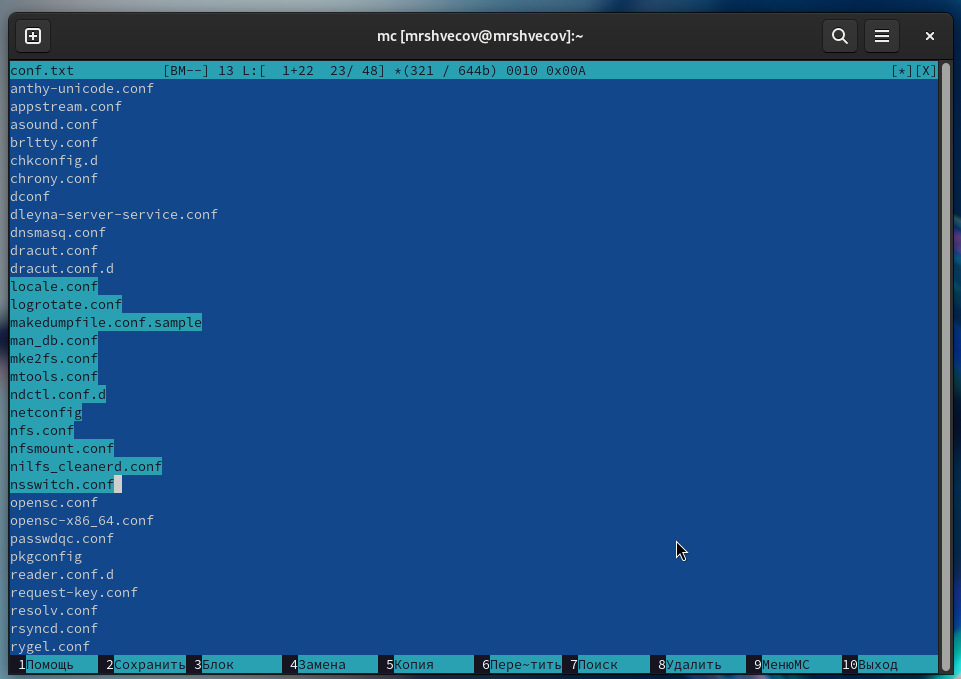 mc [mrshvecov@mrshvecov]:~
conf.txt [BM--] 13 L:[ 1+22 23/ 48] *(321 / 644b) 0010 0x00A [*][X]
anthy-unicode.conf
appstream.conf
asound.conf
brltty.conf
chkconfig.d
chrony.conf
dconf
dleyna-server-service.conf
dnsmasq.conf
dracut.conf
dracut.conf.d
locale.conf
logrotate.conf
makedumpfile.conf.sample
man_db.conf
mke2fs.conf
mtools.conf
ndctl.conf.d
netconfig
nfs.conf
nfsmount.conf
nilfs_cleanerd.conf
nsswitch.conf
opensc.conf
opensc-x86_64.conf
passwdqc.conf
pkgconfig
reader.conf.d
request-key.conf
resolv.conf
rsyncd.conf
rygel.conf
1Помощь 2Сохранить 3Блок 4Замена 5Копия 6Пере~тить 7Поиск 8Удалить 9МенюMC 10Выход